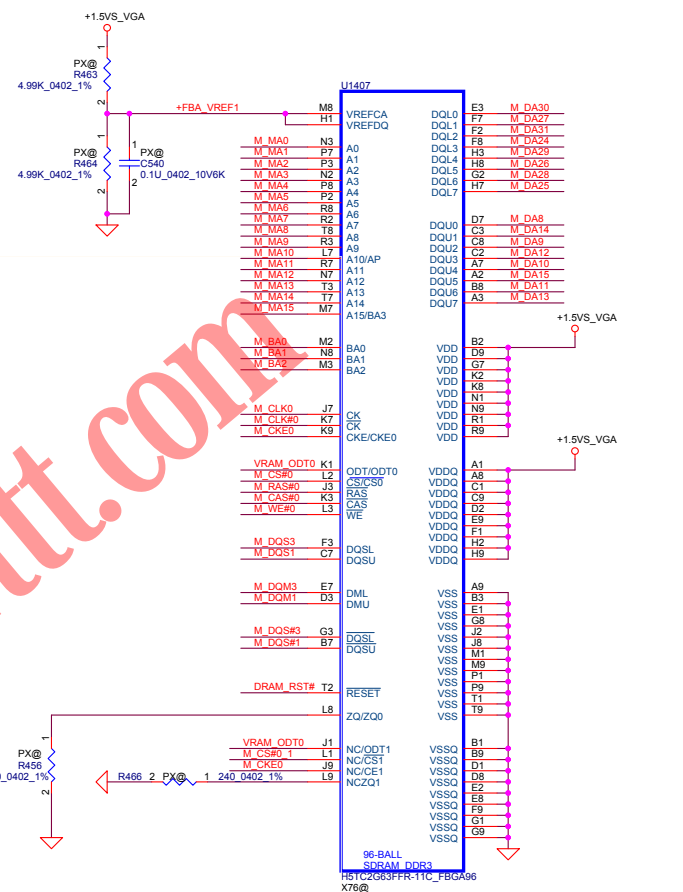 +1.5VS_VGA
1
PX@
R463
4.99K_0402_1%
2
+FBA_VREF1
1
PX@
R464
4.99K_0402_1%
2
1
PX@
C540
0.1U_0402_10V6K
2
U1407
M8 VREFCA
H1 VREFDQ
M_MA0 N3 A0
M_MA1 P7 A1
M_MA2 P3 A2
M_MA3 N2 A3
M_MA4 P8 A4
M_MA5 P2 A5
M_MA6 R8 A6
M_MA7 R2 A7
M_MA8 T8 A8
M_MA9 R3 A9
M_MA10 L7 A10/AP
M_MA11 R7 A11
M_MA12 N7 A12
M_MA13 T3 A13
M_MA14 T7 A14
M_MA15 M7 A15/BA3
M_BA0 M2 BA0
M_BA1 N8 BA1
M_BA2 M3 BA2
M_CLK0 J7 CK
M_CLK#0 K7 CK
M_CKE0 K9 CKE/CKE0
VRAM_ODT0 K1 ODT/ODT0
M_CS#0 L2 CS/CS0
M_RAS#0 J3 RAS
M_CAS#0 K3 CAS
M_WE#0 L3 WE
M_DQS3 F3 DQSL
M_DQS1 C7 DQSU
M_DQM3 E7 DML
M_DQM1 D3 DMU
M_DQS#3 G3 DQSL
M_DQS#1 B7 DQSU
DRAM_RST# T2 RESET
L8 ZQ/ZQ0
VRAM_ODT0 J1 NC/ODT1
M_CS#0_1 L1 NC/CS1
M_CKE0 J9 NC/CE1
L9 NCZQ1
1
PX@
R456
0_0402_1%
2
R466 2 PX@ 1 240_0402_1%
DQL0 E3 M_DA30
DQL1 F7 M_DA27
DQL2 F2 M_DA31
DQL3 F8 M_DA24
DQL4 H3 M_DA29
DQL5 H8 M_DA26
DQL6 G2 M_DA28
DQL7 H7 M_DA25
DQU0 D7 M_DA8
DQU1 C3 M_DA14
DQU2 C8 M_DA9
DQU3 C2 M_DA12
DQU4 A7 M_DA10
DQU5 A2 M_DA15
DQU6 B8 M_DA11
DQU7 A3 M_DA13
+1.5VS_VGA
VDD B2
VDD D9
VDD G7
VDD K2
VDD K8
VDD N1
VDD N9
VDD R1
VDD R9
+1.5VS_VGA
VDDQ A1
VDDQ A8
VDDQ C1
VDDQ C9
VDDQ D2
VDDQ E9
VDDQ F1
VDDQ H2
VDDQ H9
VSS A9
VSS B3
VSS E1
VSS G8
VSS J2
VSS J8
VSS M1
VSS M9
VSS P1
VSS P9
VSS T1
VSS T9
VSSQ B1
VSSQ B9
VSSQ D1
VSSQ D8
VSSQ E2
VSSQ E8
VSSQ F9
VSSQ G1
VSSQ G9
96-BALL
SDRAM_DDR3
H5TC2G63FFR-11C_FBGA96
X76@
tt.com